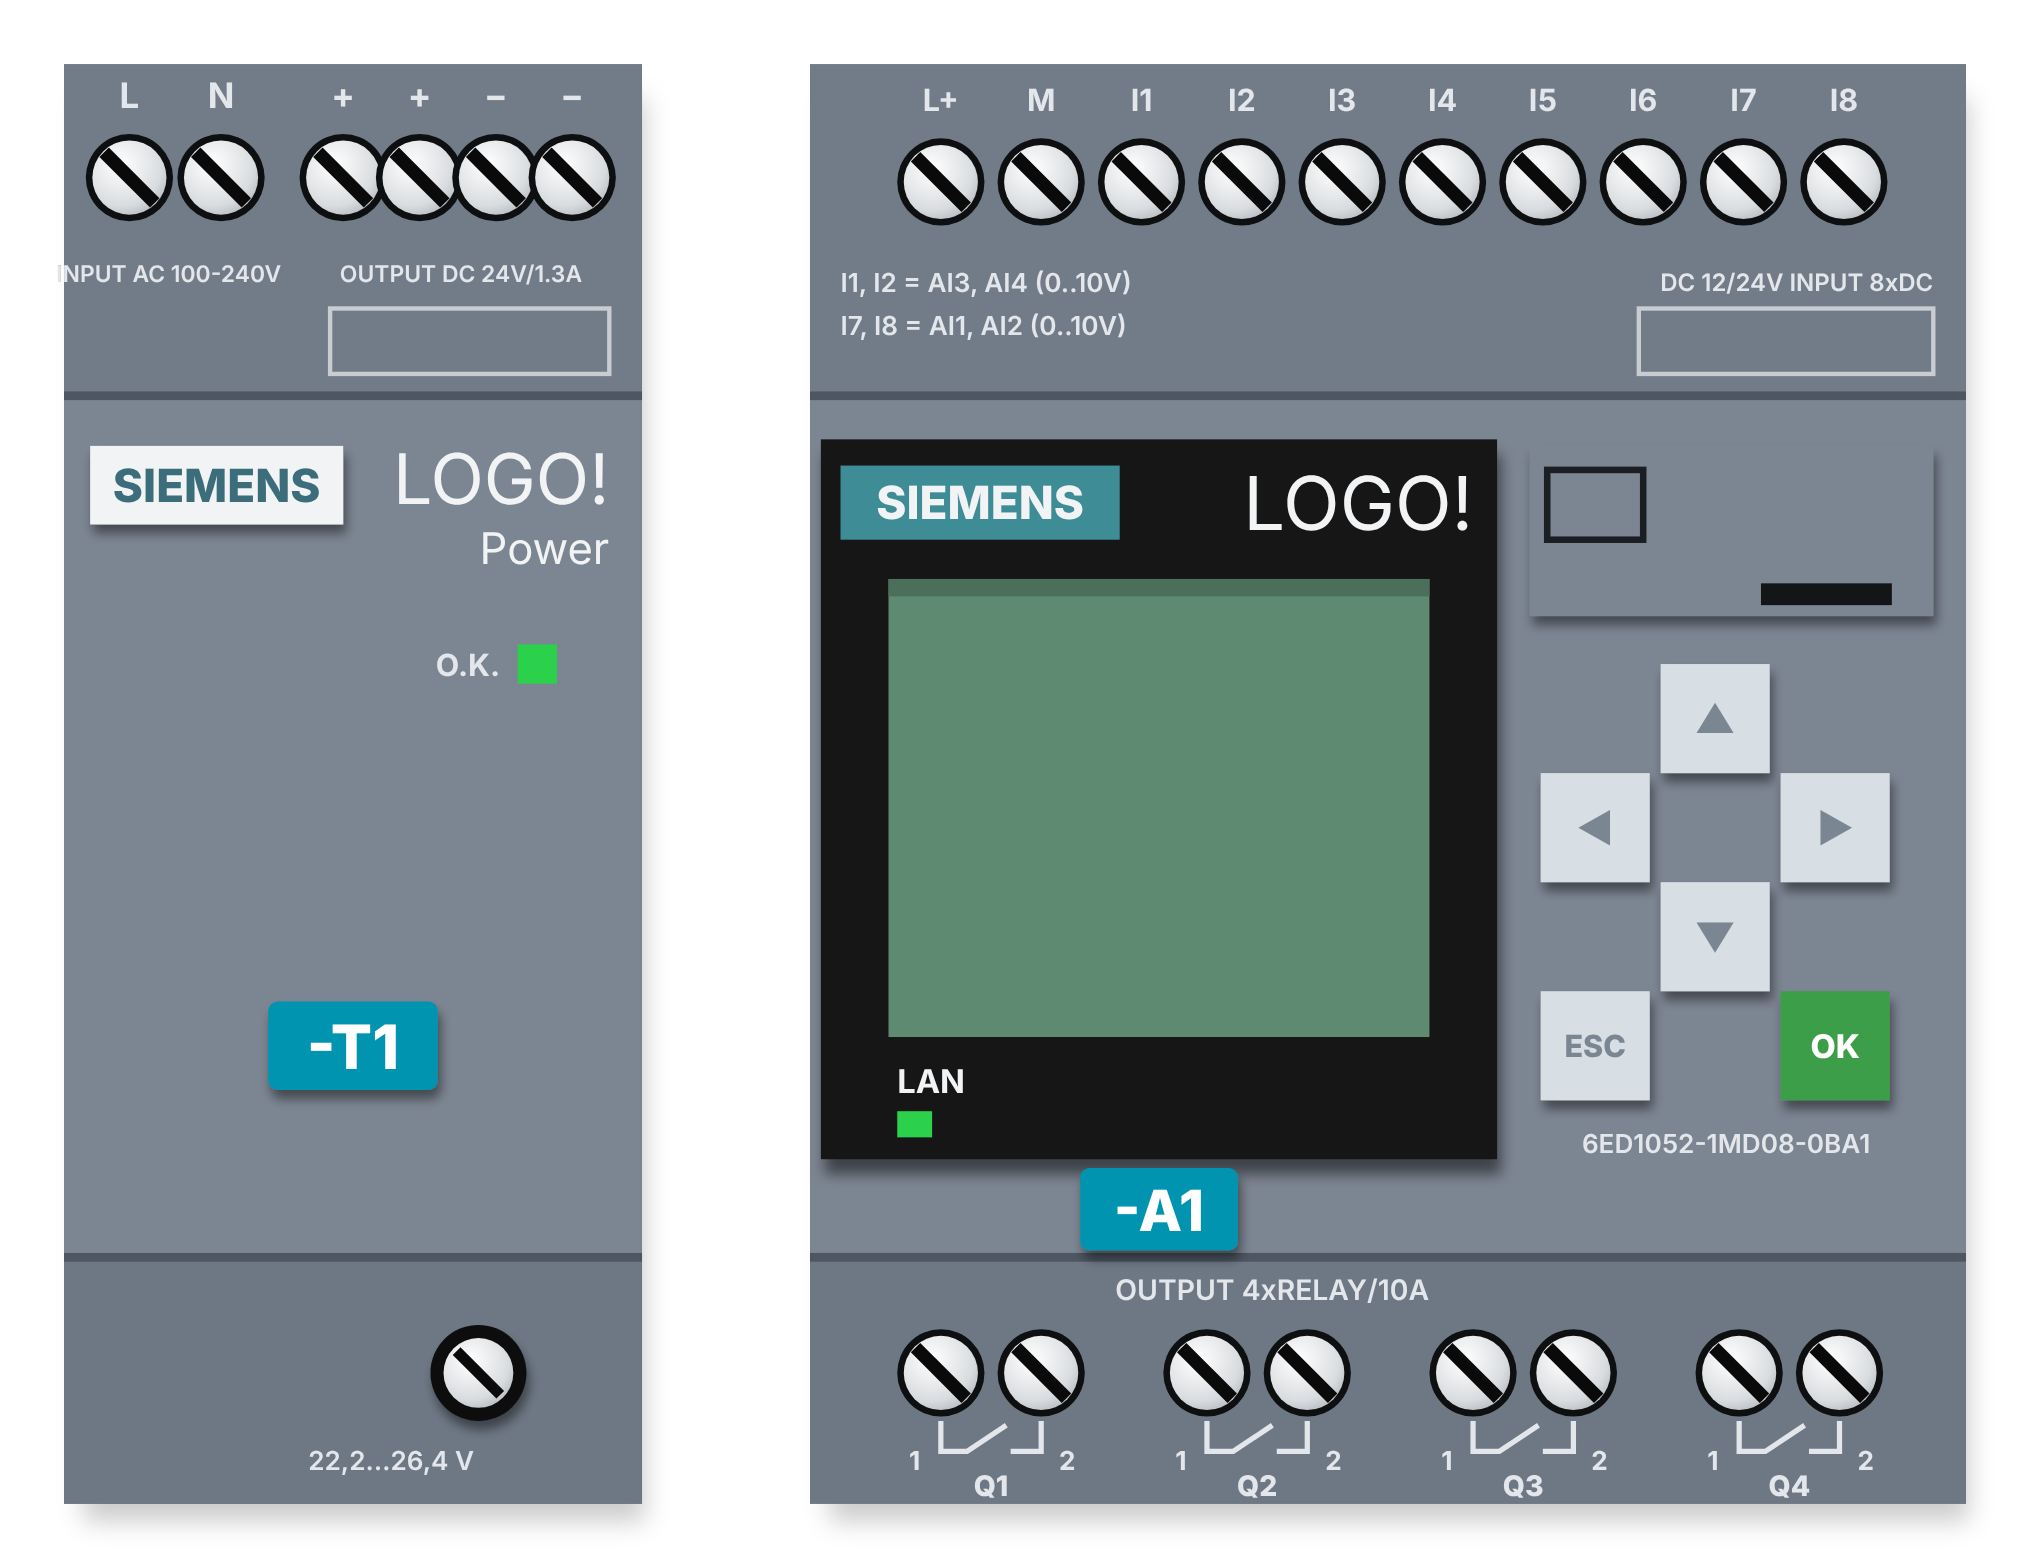 L N + + − −
INPUT AC 100-240V OUTPUT DC 24V/1.3A
SIEMENS LOGO!
Power
O.K.
-T1
22,2...26,4 V
L+ M I1 I2 I3 I4 I5 I6 I7 I8
I1, I2 = AI3, AI4 (0..10V) DC 12/24V INPUT 8xDC
I7, I8 = AI1, AI2 (0..10V)
SIEMENS LOGO!
LAN
ESC OK
6ED1052-1MD08-0BA1
-A1
OUTPUT 4xRELAY/10A
1 2 1 2 1 2 1 2
Q1 Q2 Q3 Q4